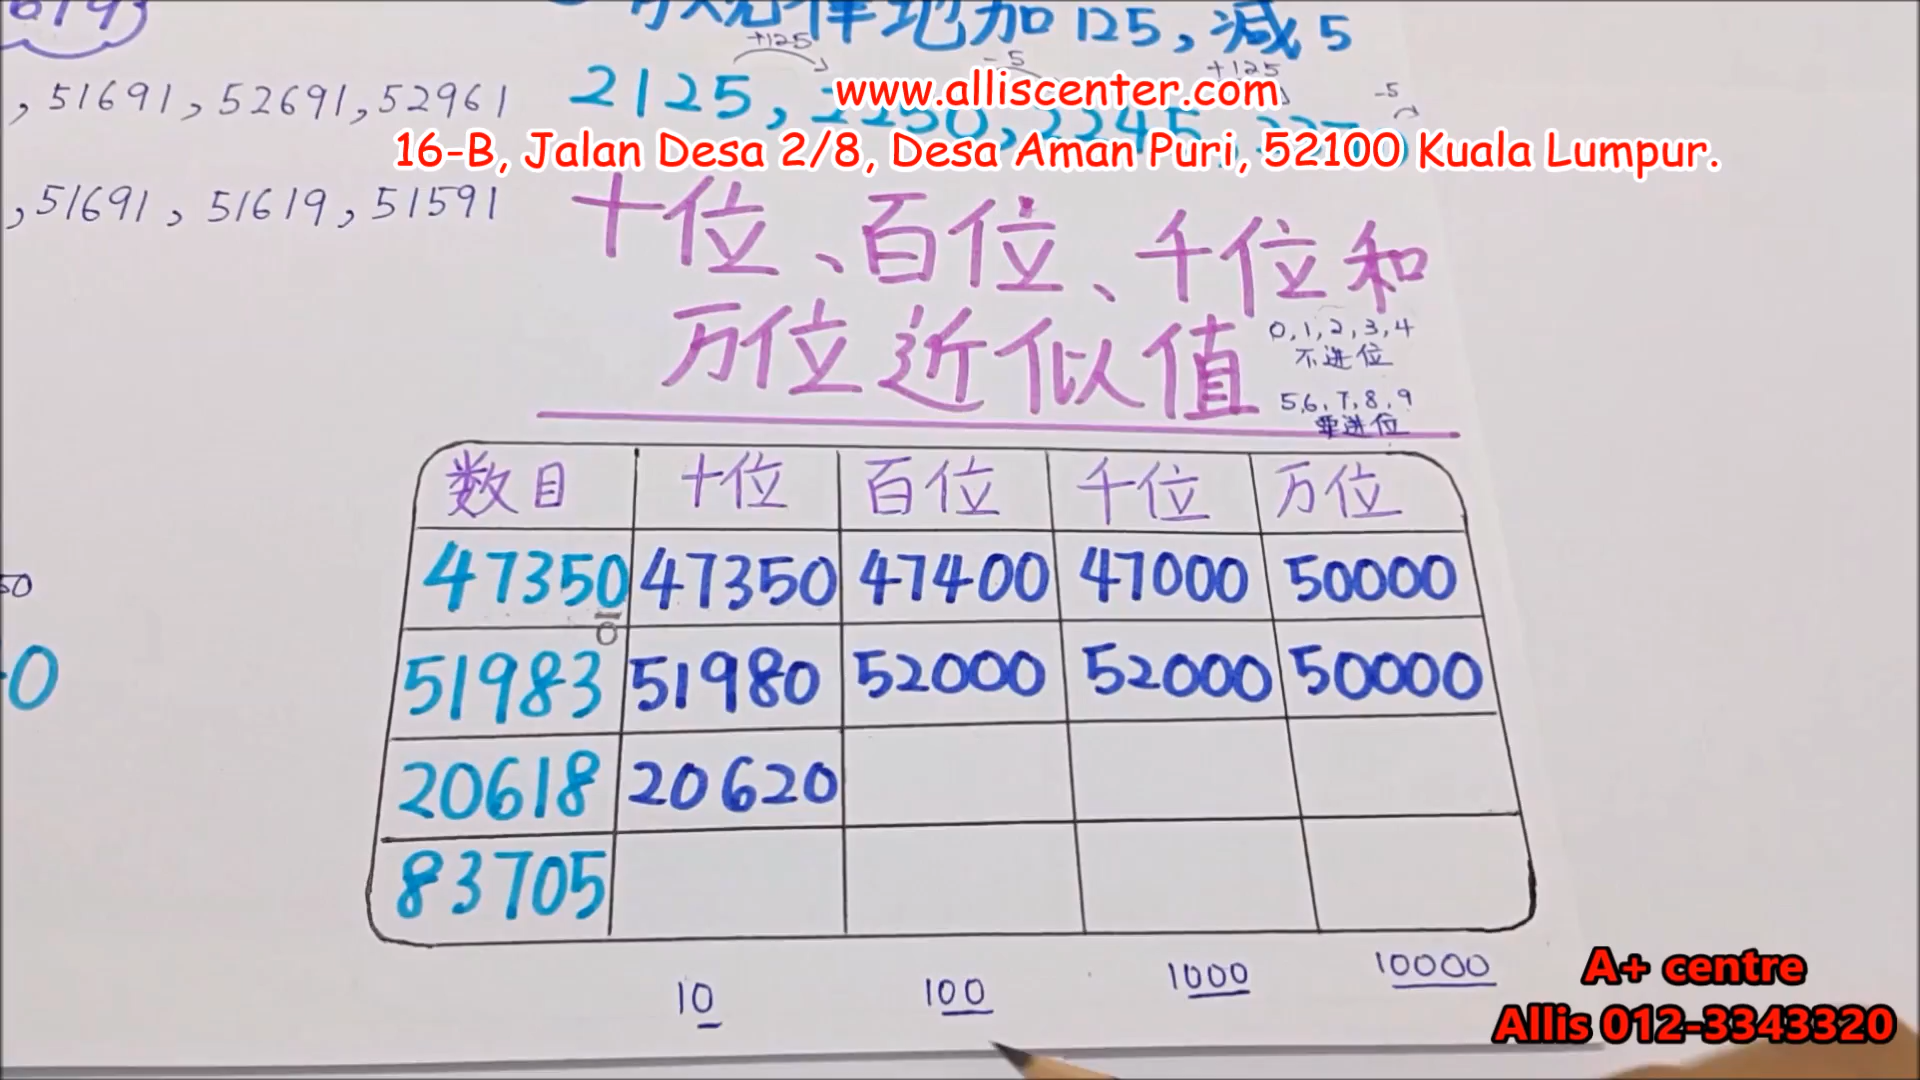 加125,减5
+125 -5 +125 -5
2125, 2250, 2245,
www.alliscenter.com
16-B, Jalan Desa 2/8, Desa Aman Puri, 52100 Kuala Lumpur.
, 51691, 52691, 52961
, 51691, 51619, 51591
十位、百位、千位和
万位近似值
0,1,2,3,4
不进位
5,6,7,8,9
要进位
数目 十位 百位 千位 万位
47350 47350 47400 47000 50000
0
51983 51980 52000 52000 50000
20618 20620
83705
10 100 1000 10000
A+ centre
Allis 012-3343320